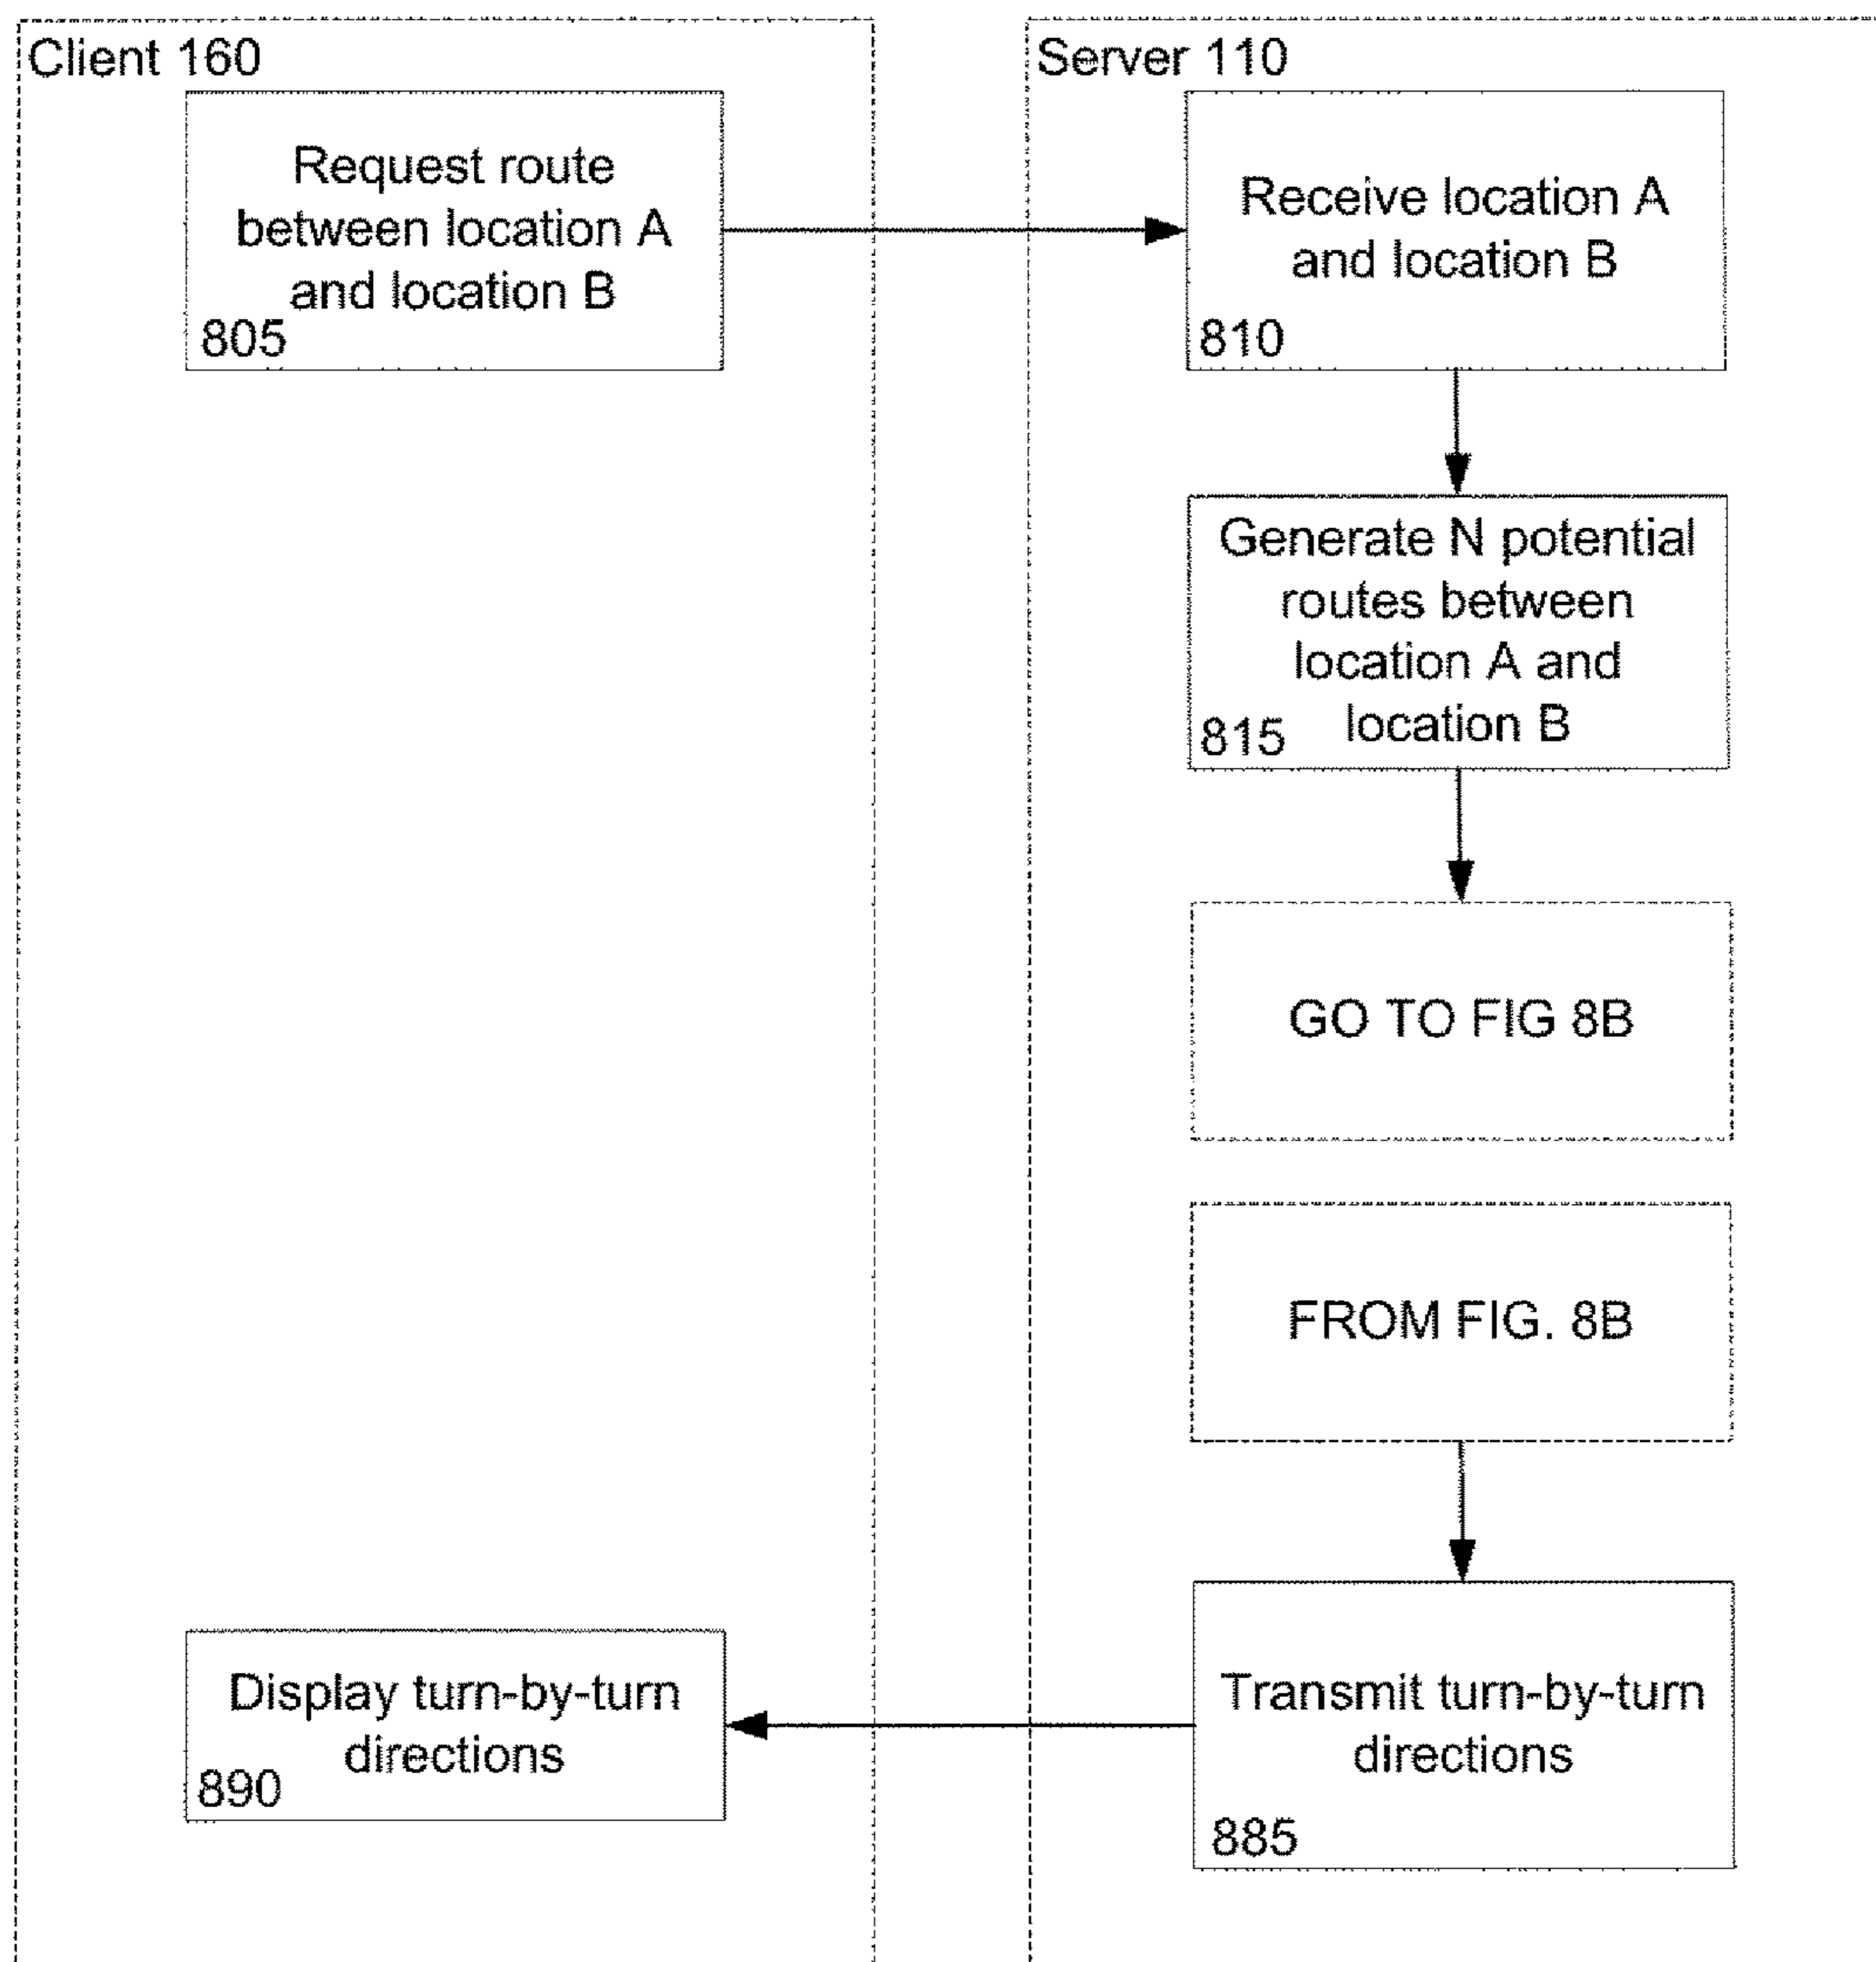 Client 160
Request route
between location A
and location B
805
Server 110
Receive location A
and location B
810
Generate N potential
routes between
location A and
location B
815
GO TO FIG 8B
FROM FIG. 8B
Transmit turn-by-turn
directions
885
Display turn-by-turn
directions
890